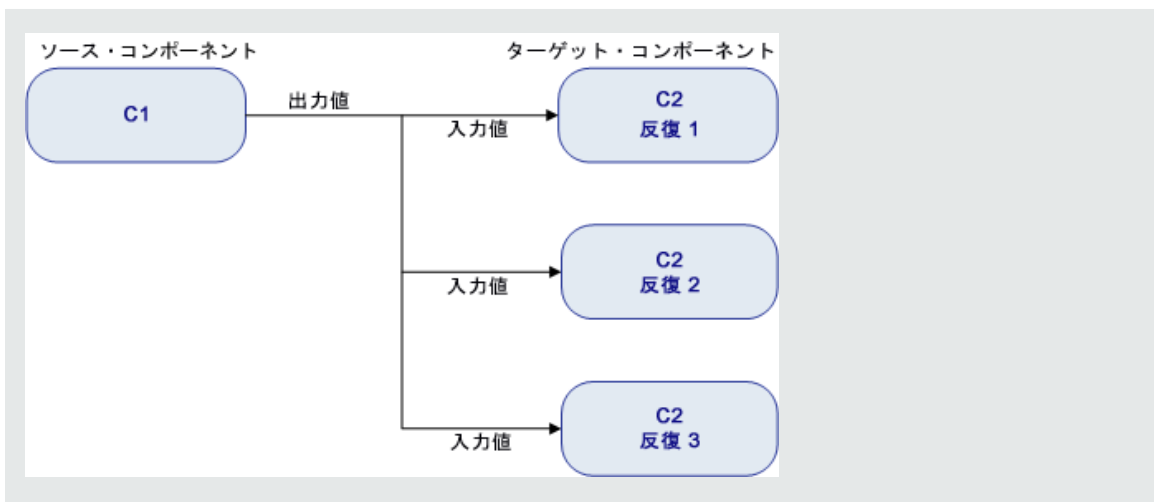 ソース・コンポーネント
ターゲット・コンポーネント
C1
出力値
入力値
C2
反復 1
入力値
C2
反復 2
入力値
C2
反復 3